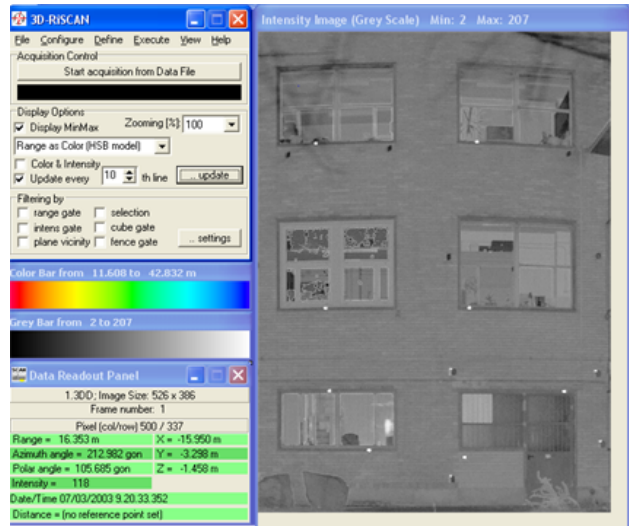 3D-RiSCAN
File Configure Define Execute View Help
Acquisition Control
Start acquisition from Data File
Display Options
Display MinMax Zooming [%]: 100
Range as Color (HSB model)
Color & Intensity
Update every 10 th line .. update
Filtering by
range gate selection
intens gate cube gate
plane vicinity fence gate .. settings
Color Bar from 11.608 to 42.832 m
Grey Bar from 2 to 207
Data Readout Panel
1.3DD; Image Size: 526 x 386
Frame number: 1
Pixel (col/row) 500 / 337
Range = 16.353 m X = -15.950 m
Azimuth angle = 212.982 gon Y = -3.298 m
Polar angle = 105.685 gon Z = -1.458 m
Intensity = 118
Date/Time 07/03/2003 9.20.33.352
Distance = (no reference point set)
Intensity Image (Grey Scale) Min: 2 Max: 207